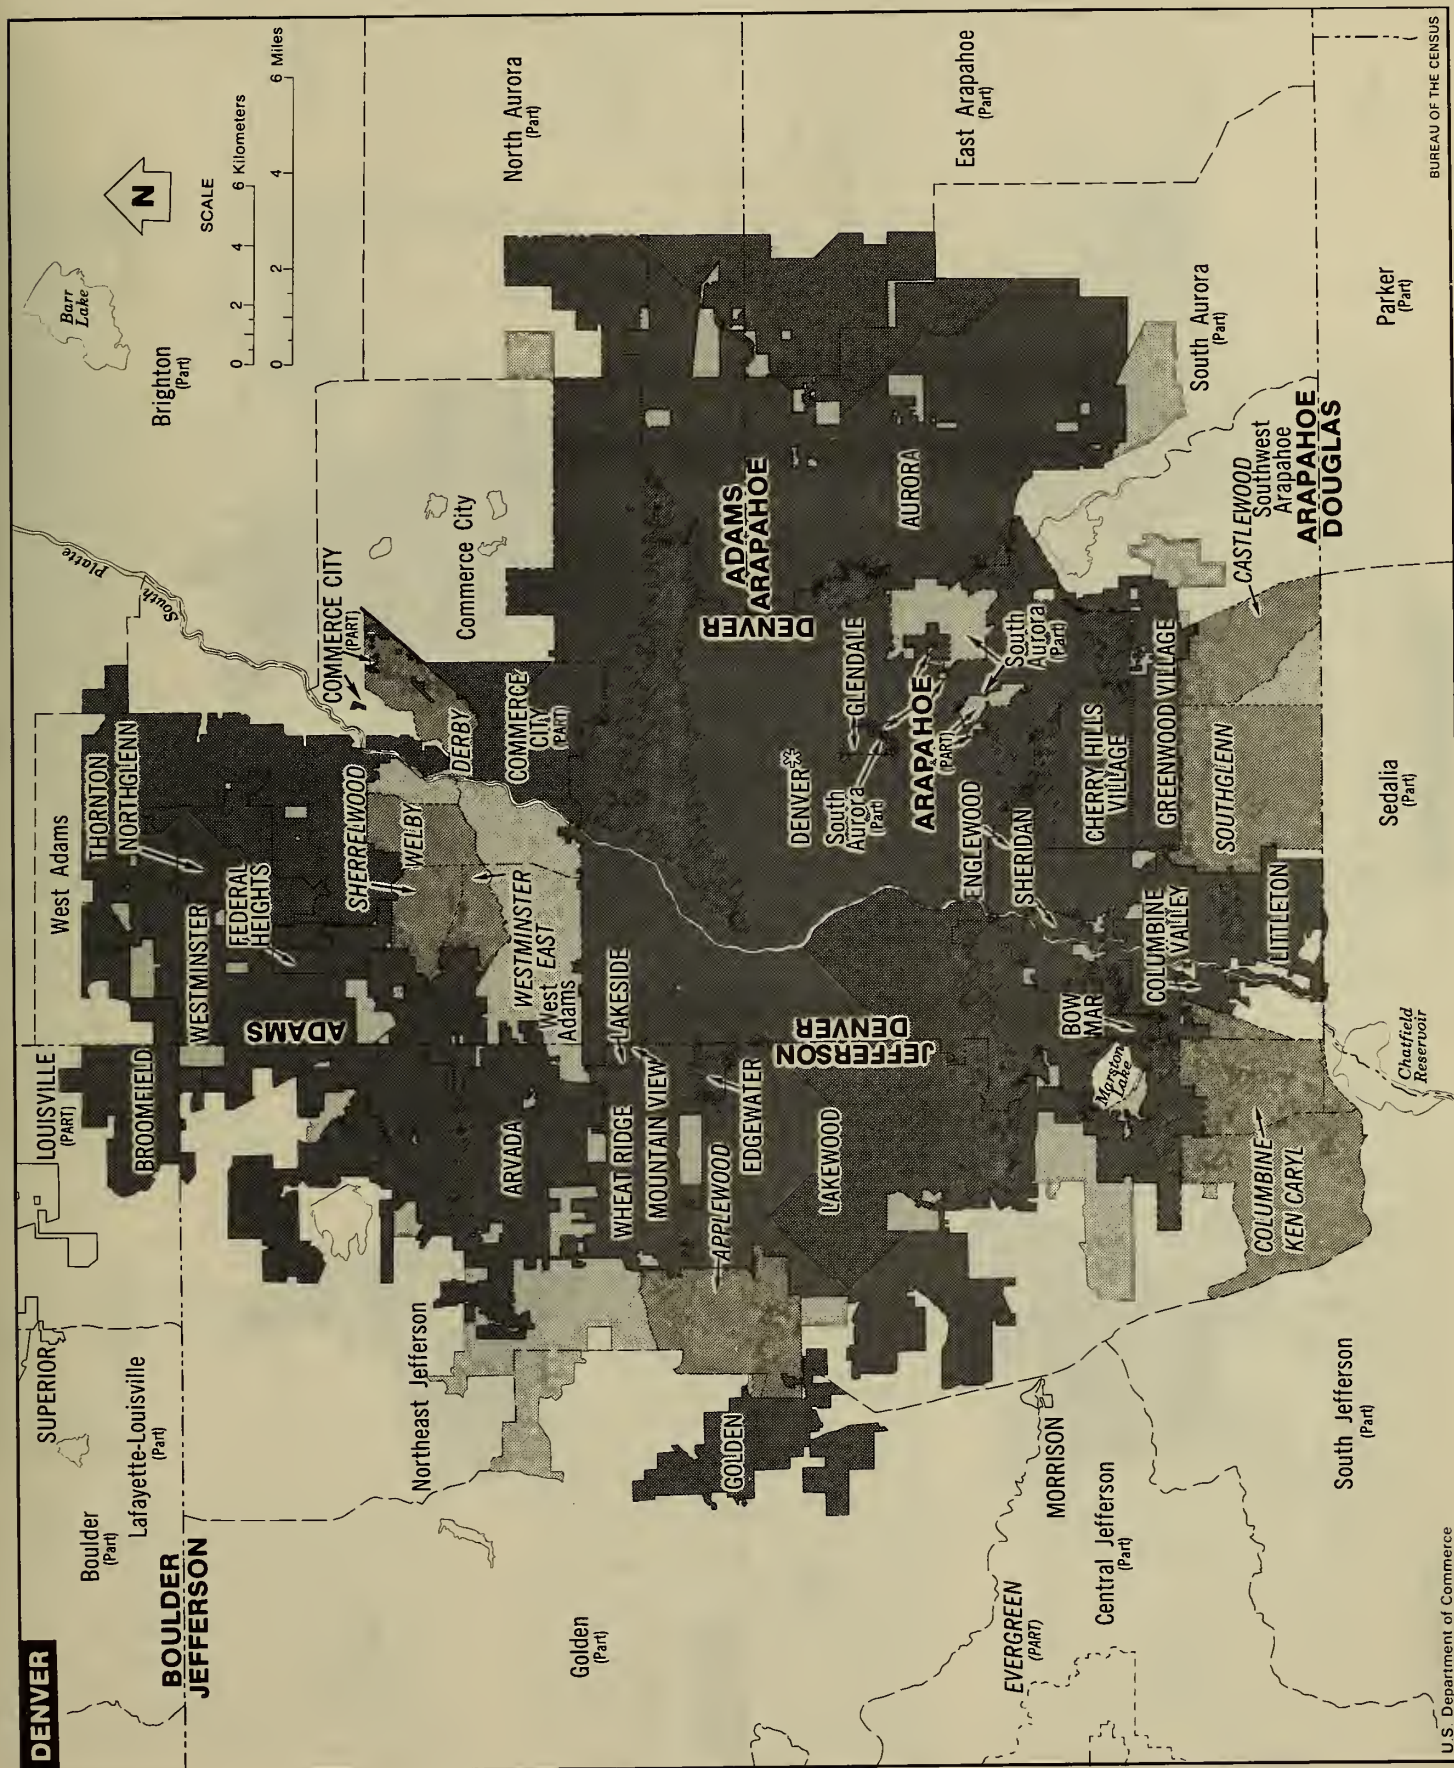 DENVER
Boulder
(Part)
SUPERIOR
Lafayette-Louisville
(Part)
BOULDER
JEFFERSON
LOUISVILLE
(PART)
BROOMFIELD
West Adams
THORNTON
NORTHGLENN
WESTMINSTER
FEDERAL
HEIGHTS
ADAMS
SHERRELWOOD
WELBY
DERBY
WESTMINSTER
EAST
West
Adams
South
Platte
COMMERCE CITY
(PART)
COMMERCE
CITY
(PART)
Commerce City
Brighton
(Part)
Barr
Lake
N
SCALE
0 2 4 6 Kilometers
0 2 4 6 Miles
North Aurora
(Part)
Northeast Jefferson
ARVADA
WHEAT RIDGE
MOUNTAIN VIEW
LAKESIDE
APPLEWOOD
EDGEWATER
GOLDEN
Golden
(Part)
LAKEWOOD
JEFFERSON
DENVER
DENVER
ADAMS
ARAPAHOE
DENVER*
GLENDALE
South
Aurora
(Part)
ARAPAHOE
(PART)
South
Aurora
(Part)
AURORA
East Arapahoe
(Part)
ENGLEWOOD
SHERIDAN
CHERRY HILLS
VILLAGE
GREENWOOD VILLAGE
BOW
MAR
Marston
Lake
COLUMBINE
VALLEY
LITTLETON
SOUTHGLENN
CASTLEWOOD
Southwest
Arapahoe
ARAPAHOE
DOUGLAS
South Aurora
(Part)
Parker
(Part)
Sedalia
(Part)
COLUMBINE
KEN CARYL
Chatfield
Reservoir
MORRISON
EVERGREEN
(PART)
Central Jefferson
(Part)
South Jefferson
(Part)
U.S. Department of Commerce
BUREAU OF THE CENSUS